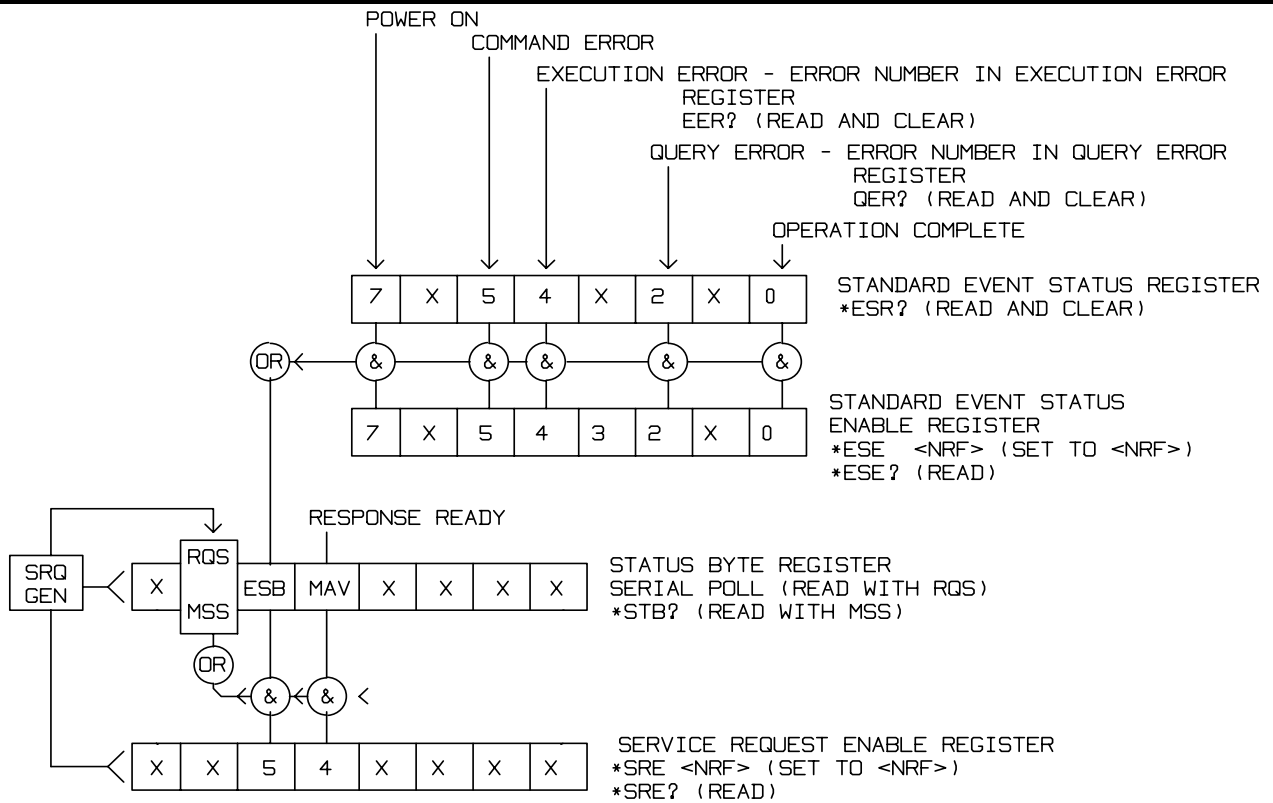 POWER ON
COMMAND ERROR
EXECUTION ERROR - ERROR NUMBER IN EXECUTION ERROR
REGISTER
EER? (READ AND CLEAR)
QUERY ERROR - ERROR NUMBER IN QUERY ERROR
REGISTER
QER? (READ AND CLEAR)
OPERATION COMPLETE
7 X 5 4 X 2 X 0
STANDARD EVENT STATUS REGISTER
*ESR? (READ AND CLEAR)
OR & & & & &
7 X 5 4 3 2 X 0
STANDARD EVENT STATUS
ENABLE REGISTER
*ESE <NRF> (SET TO <NRF>)
*ESE? (READ)
RESPONSE READY
SRQ
GEN
RQS
X ESB MAV X X X X
MSS
STATUS BYTE REGISTER
SERIAL POLL (READ WITH RQS)
*STB? (READ WITH MSS)
OR
& &
X X 5 4 X X X X
SERVICE REQUEST ENABLE REGISTER
*SRE <NRF> (SET TO <NRF>)
*SRE? (READ)